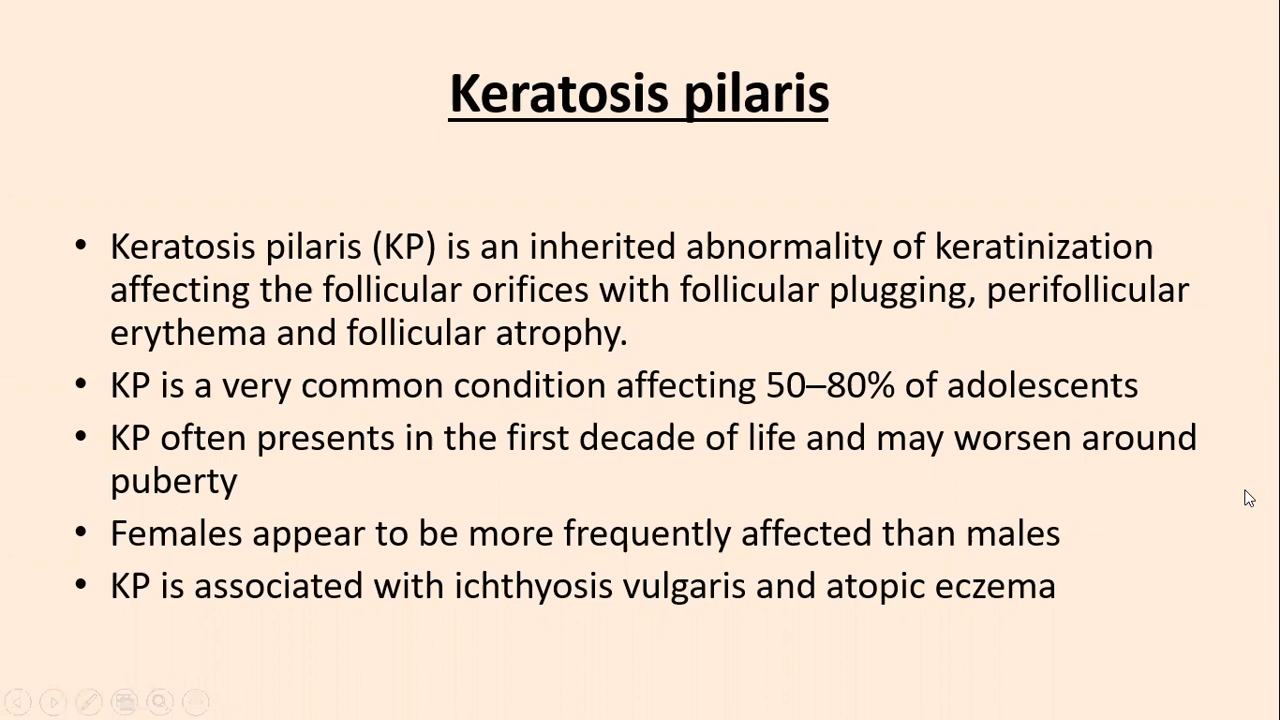 Keratosis pilaris
• Keratosis pilaris (KP) is an inherited abnormality of keratinization
affecting the follicular orifices with follicular plugging, perifollicular
erythema and follicular atrophy.
• KP is a very common condition affecting 50–80% of adolescents
• KP often presents in the first decade of life and may worsen around
puberty
• Females appear to be more frequently affected than males
• KP is associated with ichthyosis vulgaris and atopic eczema